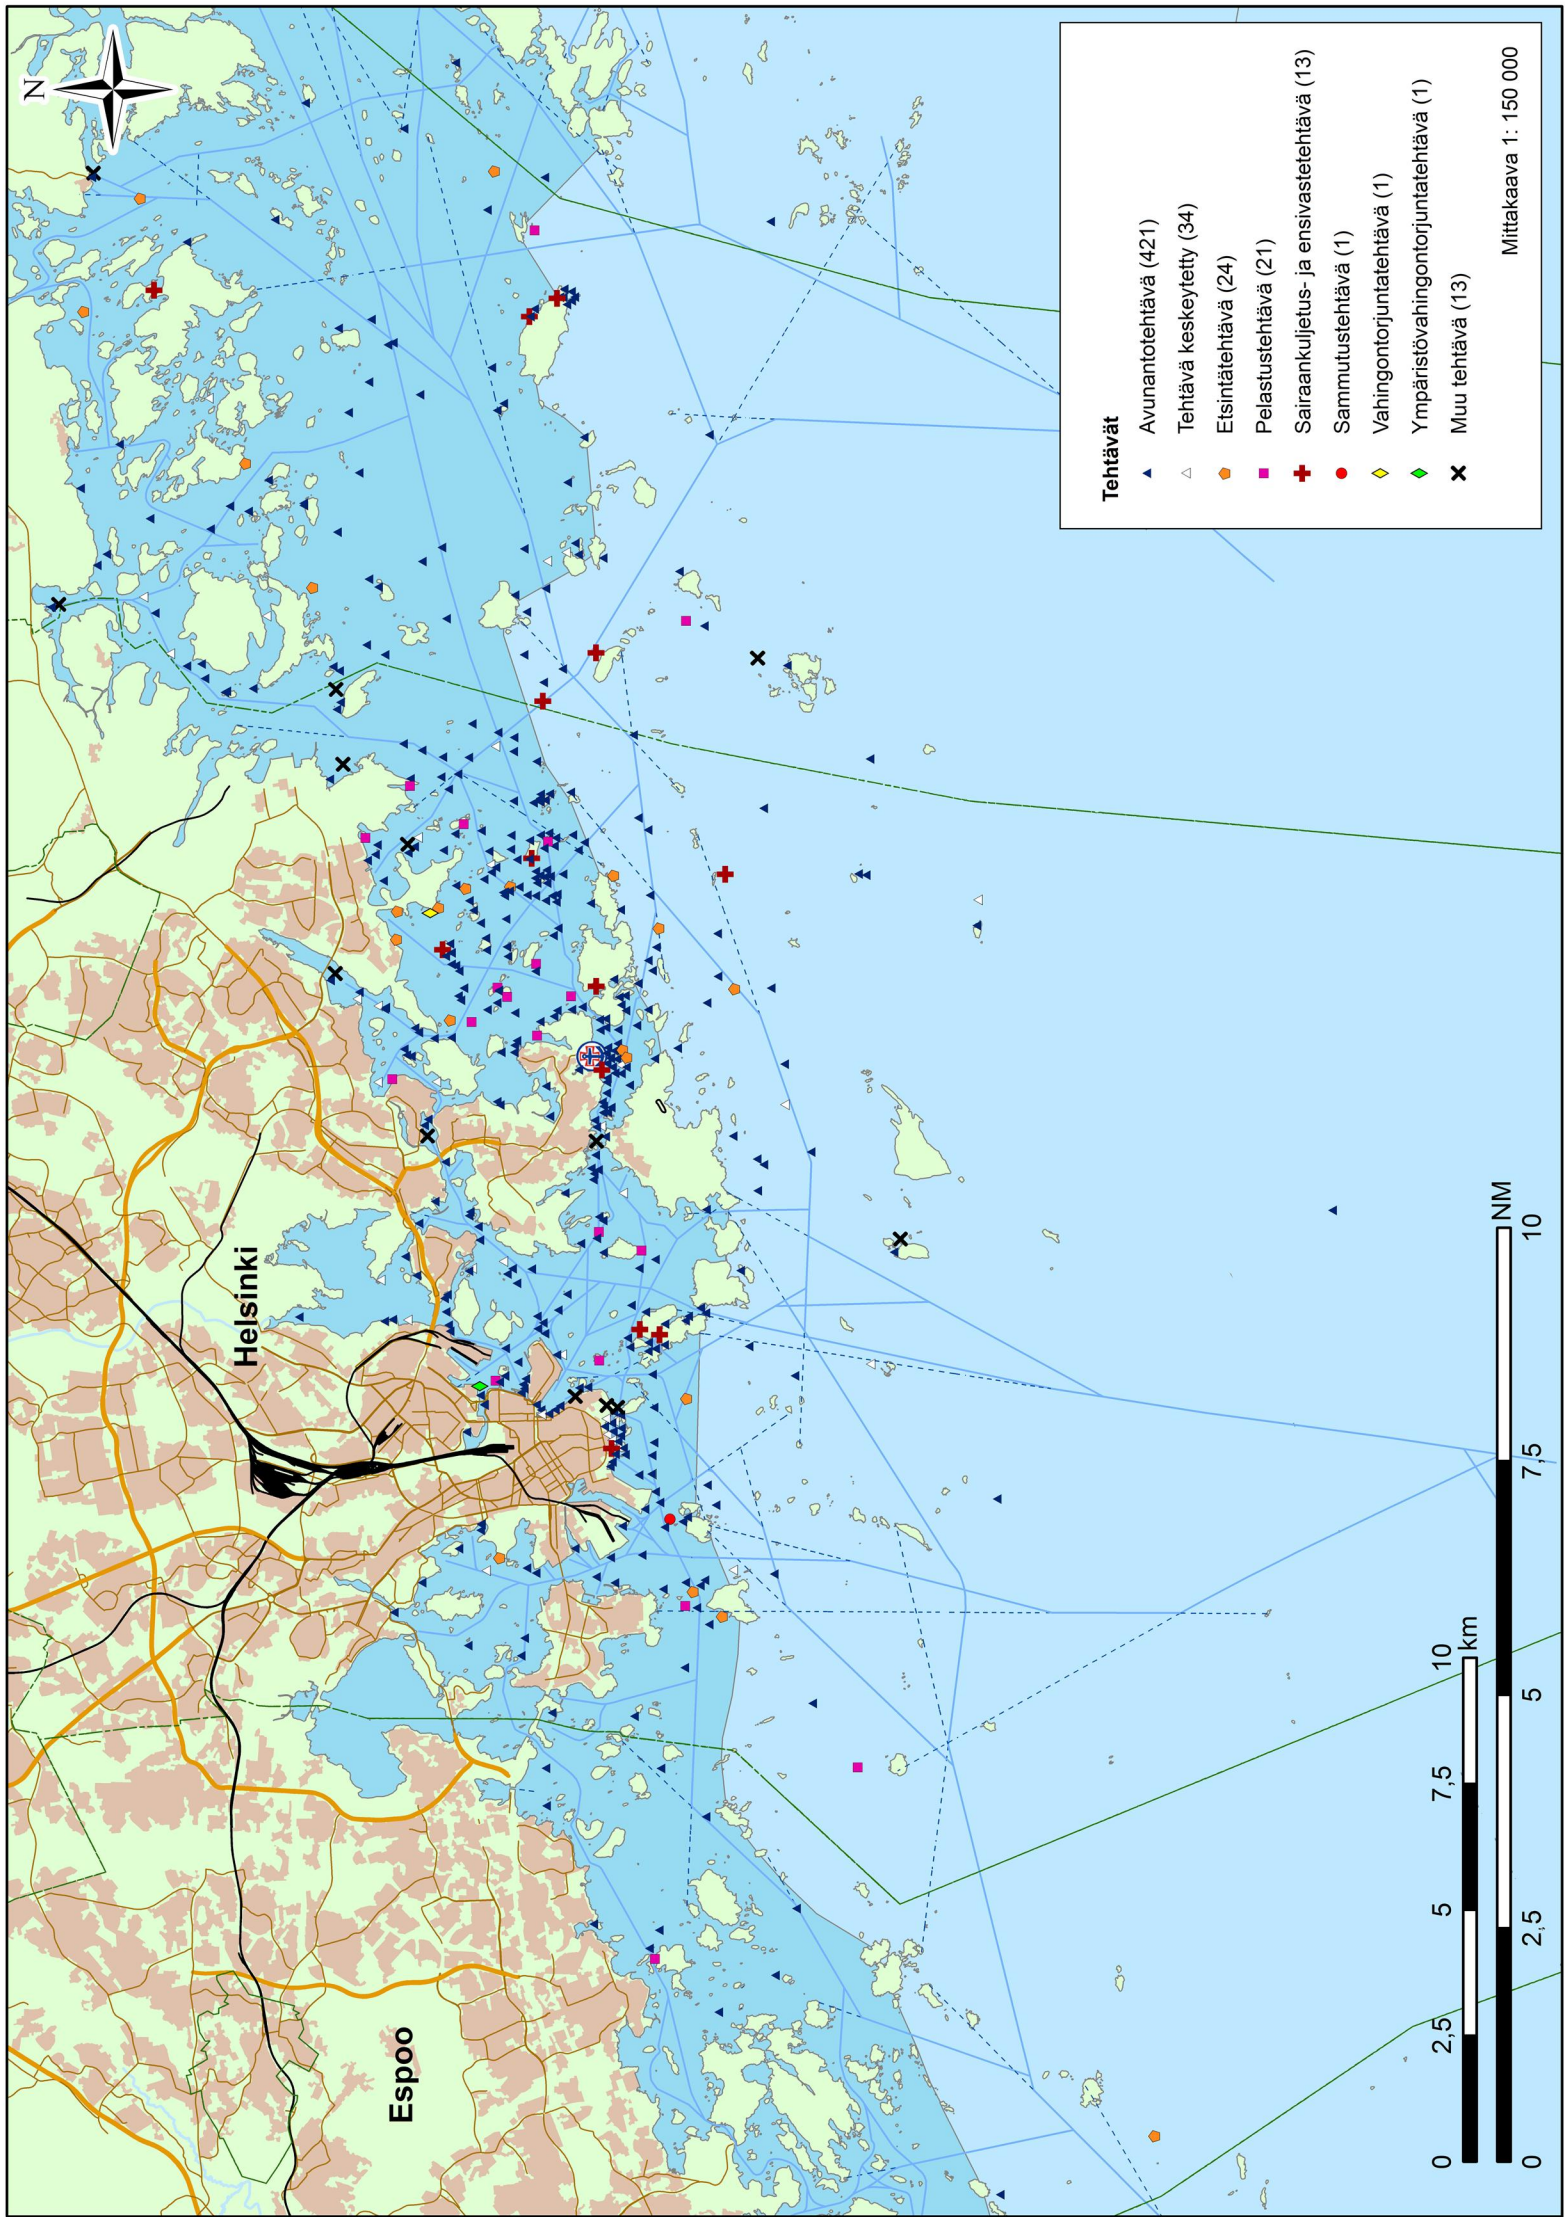 N
Helsinki
Espoo
Tehtävät
Avunantotehtävä (421)
Tehtävä keskeytetty (34)
Etsintätehtävä (24)
Pelastustehtävä (21)
Sairaankuljetus- ja ensivastetehtävä (13)
Sammutustehtävä (1)
Vahingontorjuntatehtävä (1)
Ympäristövahingontorjuntatehtävä (1)
Muu tehtävä (13)
Mittakaava 1: 150 000
0 2,5 5 7,5 10
km
NM
0 2,5 5 7,5 10